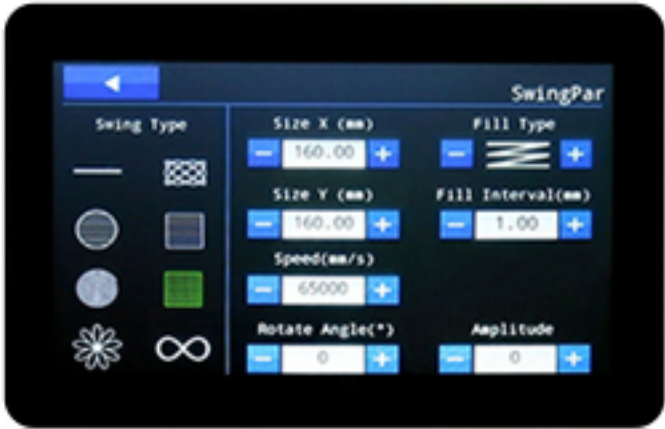 SwingPar
Swing Type
Size X (mm)
160.00
Fill Type
Size Y (mm)
160.00
Fill Interval(mm)
1.00
Speed(mm/s)
65000
Rotate Angle(°)
0
Amplitude
0